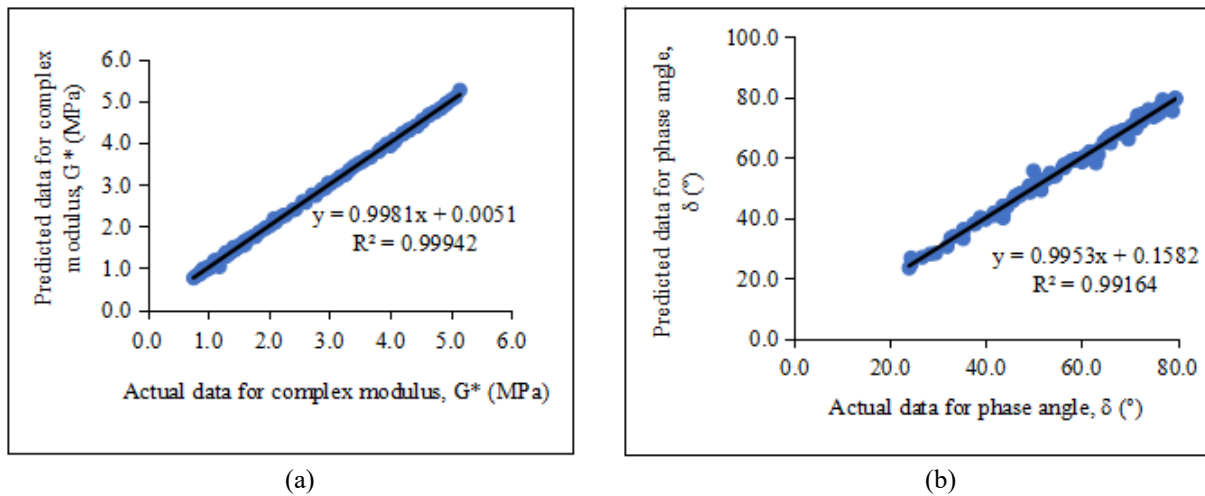 Predicted data for complex
modulus, G* (MPa)
6.0
5.0
4.0
3.0
2.0
1.0
0.0
y = 0.9981x + 0.0051
R² = 0.99942
0.0 1.0 2.0 3.0 4.0 5.0 6.0
Actual data for complex modulus, G* (MPa)
(a)
Predicted data for phase angle,
δ (°)
100.0
80.0
60.0
40.0
20.0
0.0
y = 0.9953x + 0.1582
R² = 0.99164
0.0 20.0 40.0 60.0 80.0
Actual data for phase angle, δ (°)
(b)